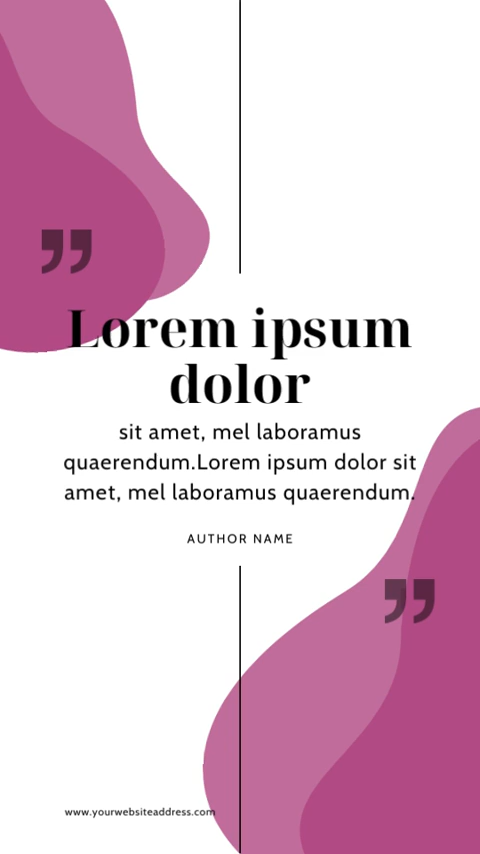 ”
Lorem ipsum
dolor
sit amet, mel laboramus
quaerendum.Lorem ipsum dolor sit
amet, mel laboramus quaerendum.
AUTHOR NAME
”
www.yourwebsiteaddress.com